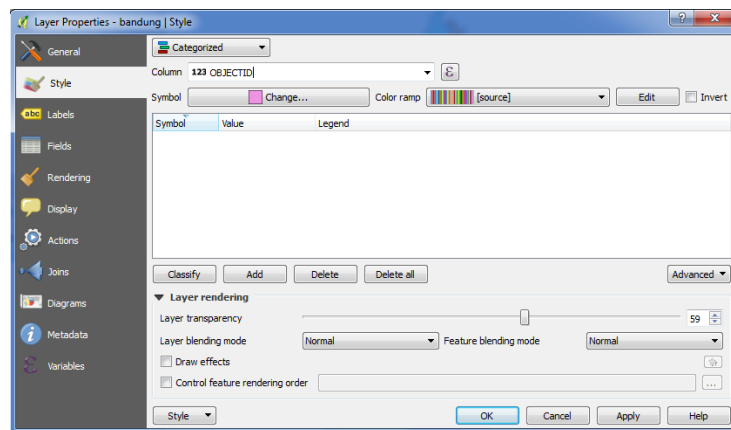 Layer Properties - bandung | Style
General
Style
Labels
Fields
Rendering
Display
Actions
Joins
Diagrams
Metadata
Variables
Categorized
Column 123 OBJECTID
Symbol Change... Color ramp [source] Edit Invert
Symbol Value Legend
Classify Add Delete Delete all Advanced
Layer rendering
Layer transparency 59
Layer blending mode Normal Feature blending mode Normal
Draw effects
Control feature rendering order ...
Style OK Cancel Apply Help
abc
i
ε